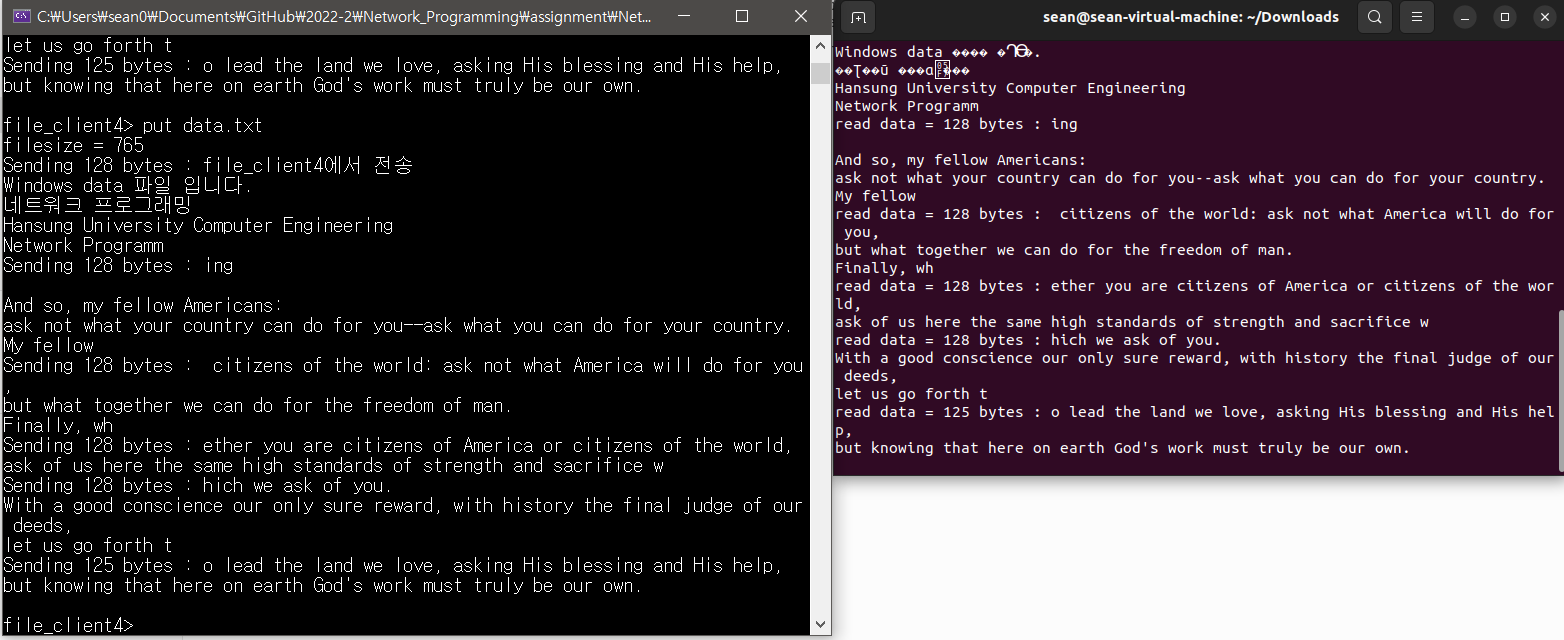 C:₩Users₩sean0₩Documents₩GitHub₩2022-2₩Network_Programming₩assignment₩Net...
let us go forth t
Sending 125 bytes : o lead the land we love, asking His blessing and His help,
but knowing that here on earth God's work must truly be our own.
file_client4> put data.txt
filesize = 765
Sending 128 bytes : file_client4에서 전송
Windows data 파일 입니다.
네트워크 프로그래밍
Hansung University Computer Engineering
Network Programm
Sending 128 bytes : ing
And so, my fellow Americans:
ask not what your country can do for you--ask what you can do for your country.
My fellow
Sending 128 bytes :  citizens of the world: ask not what America will do for you
,
but what together we can do for the freedom of man.
Finally, wh
Sending 128 bytes : ether you are citizens of America or citizens of the world,
ask of us here the same high standards of strength and sacrifice w
Sending 128 bytes : hich we ask of you.
With a good conscience our only sure reward, with history the final judge of our
deeds,
let us go forth t
Sending 125 bytes : o lead the land we love, asking His blessing and His help,
but knowing that here on earth God's work must truly be our own.
file_client4>
sean@sean-virtual-machine: ~/Downloads
Windows data
Hansung University Computer Engineering
Network Programm
read data = 128 bytes : ing
And so, my fellow Americans:
ask not what your country can do for you--ask what you can do for your country.
My fellow
read data = 128 bytes :  citizens of the world: ask not what America will do for
you,
but what together we can do for the freedom of man.
Finally, wh
read data = 128 bytes : ether you are citizens of America or citizens of the wor
ld,
ask of us here the same high standards of strength and sacrifice w
read data = 128 bytes : hich we ask of you.
With a good conscience our only sure reward, with history the final judge of our
deeds,
let us go forth t
read data = 125 bytes : o lead the land we love, asking His blessing and His hel
p,
but knowing that here on earth God's work must truly be our own.